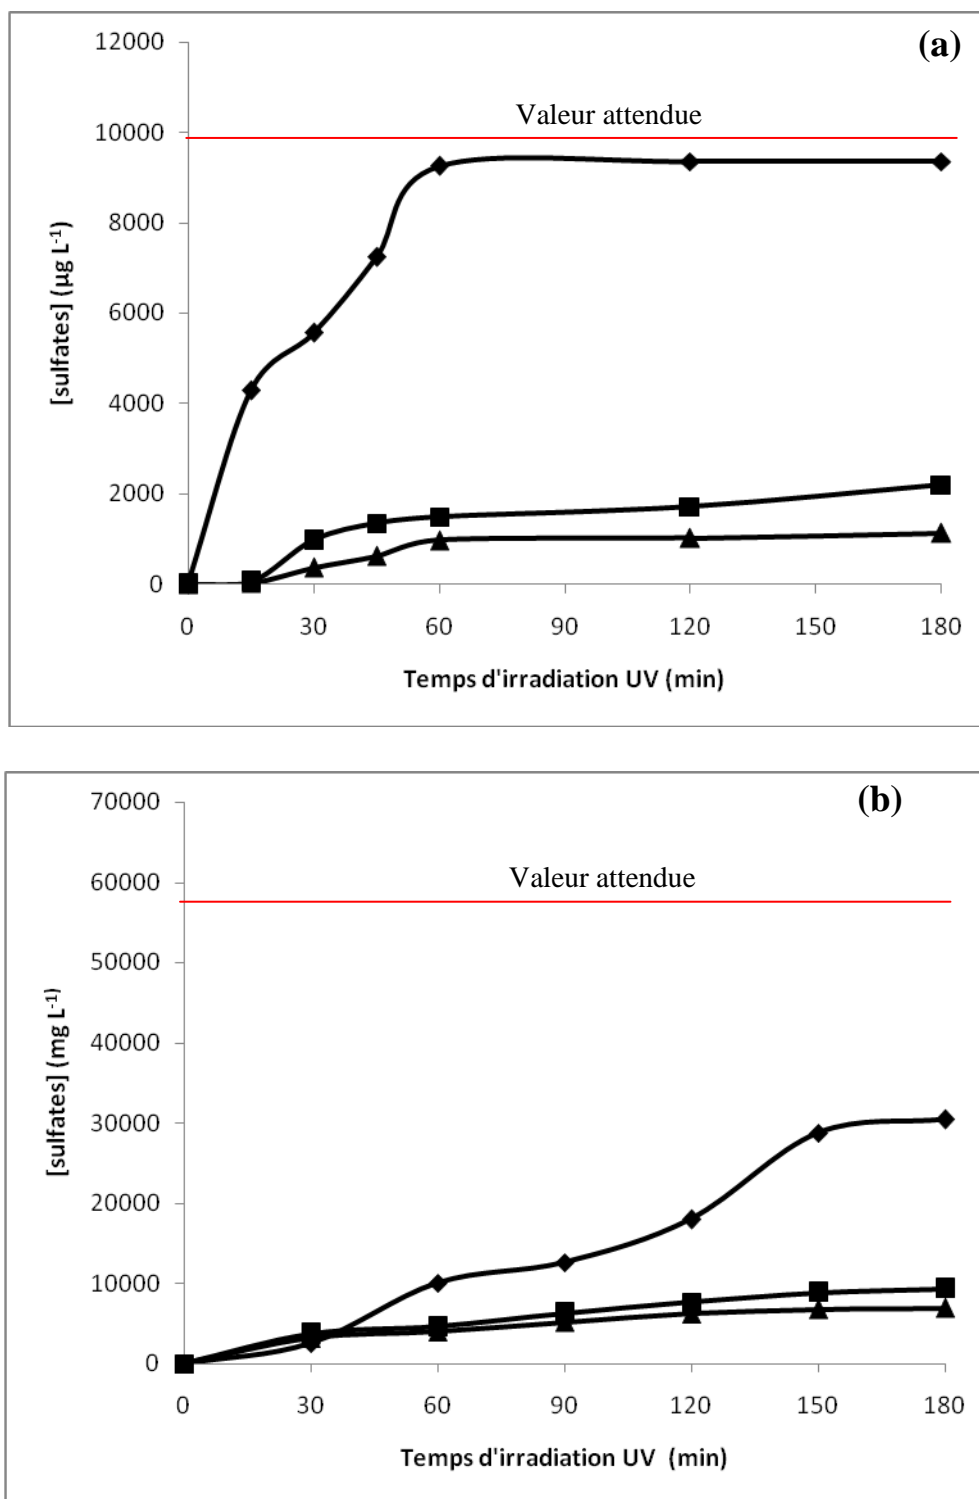 (a)
12000
Valeur attendue
10000
8000
6000
4000
2000
0
[sulfates] (µg L-1)
0 30 60 90 120 150 180
Temps d'irradiation UV (min)
(b)
70000
Valeur attendue
60000
50000
40000
30000
20000
10000
0
[sulfates] (mg L-1)
0 30 60 90 120 150 180
Temps d'irradiation UV (min)